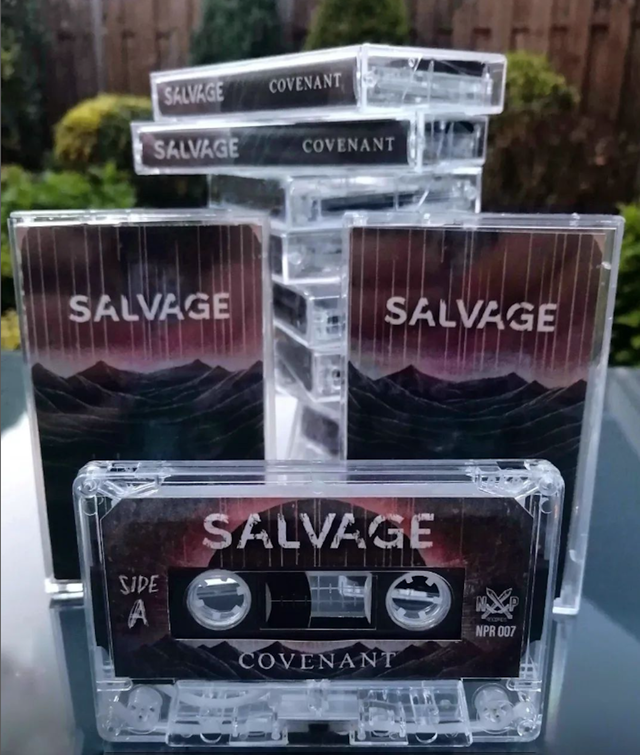 SALVAGE COVENANT
SALVAGE COVENANT
SALVAGE
SALVAGE
SALVAGE
SIDE
A
N P
NPR 007
COVENANT